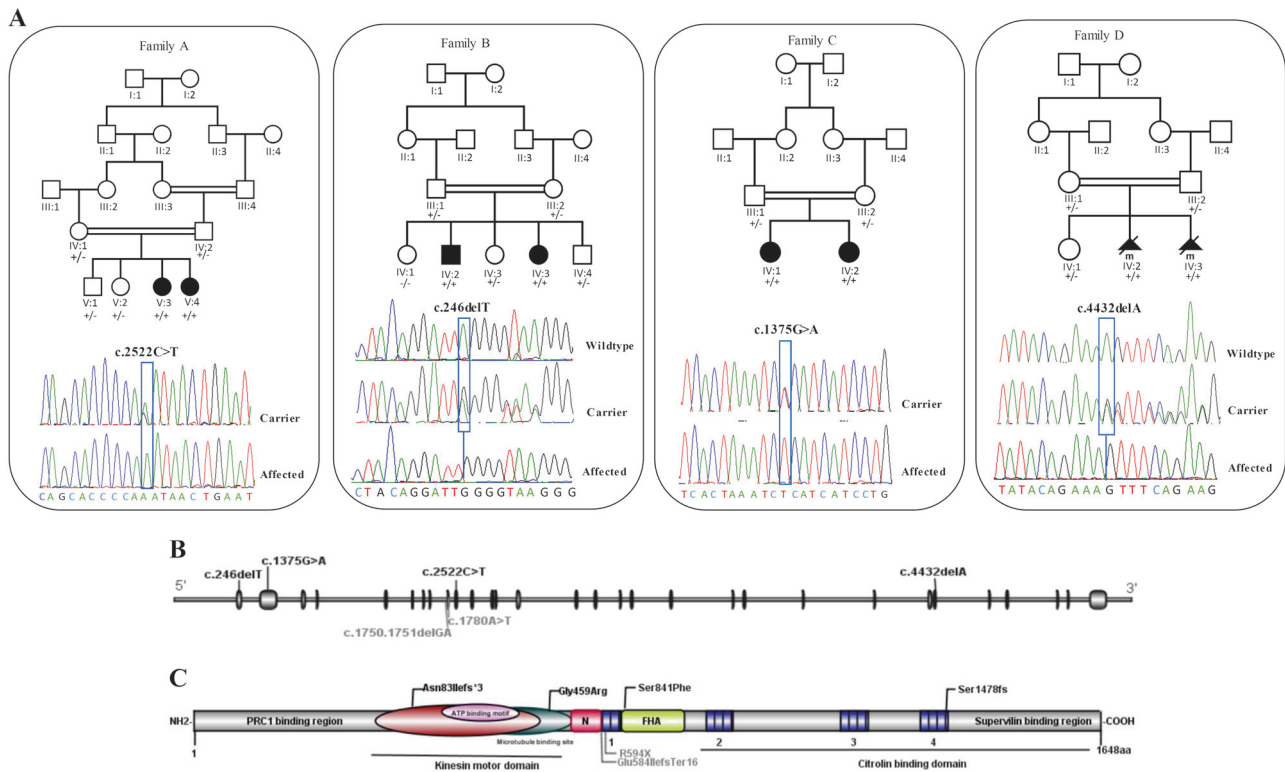 A
Family A
I:1 I:2
II:1 II:2 II:3 II:4
III:1 III:2 III:3 III:4
IV:1 IV:2
+/- +/-
V:1 V:2 V:3 V:4
+/- +/- +/+ +/+
c.2522C>T
Carrier
Affected
CAGCACCCCAAATAACTGAAT
Family B
I:1 I:2
II:1 II:2 II:3 II:4
III:1 III:2
+/- +/-
IV:1 IV:2 IV:3 IV:3 IV:4
-/- +/+ +/- +/+ +/-
c.246delT
Wildtype
Carrier
Affected
CTACAGGATTGGGGTAAGGG
Family C
I:1 I:2
II:1 II:2 II:3 II:4
III:1 III:2
+/- +/-
IV:1 IV:2
+/+ +/+
c.1375G>A
Carrier
Affected
TCACTAAATCTCATCATCCTG
Family D
I:1 I:2
II:1 II:2 II:3 II:4
III:1 III:2
+/- +/-
m m
IV:1 IV:2 IV:3
+/- +/+ +/+
c.4432delA
Wildtype
Carrier
Affected
TATACAGAAAGTTTCAGAAG
B
5' c.246delT c.1375G>A c.2522C>T c.4432delA 3'
c.1750.1751delGA c.1780A>T
C
Asn83Ilefs*3 Gly459Arg Ser841Phe Ser1478fs
NH2- PRC1 binding region ATP binding motif N FHA Supervilin binding region -COOH
Microtubule binding site
1 1 2 3 4 1648aa
R594X
Glu584IlefsTer16
Kinesin motor domain Citrolin binding domain